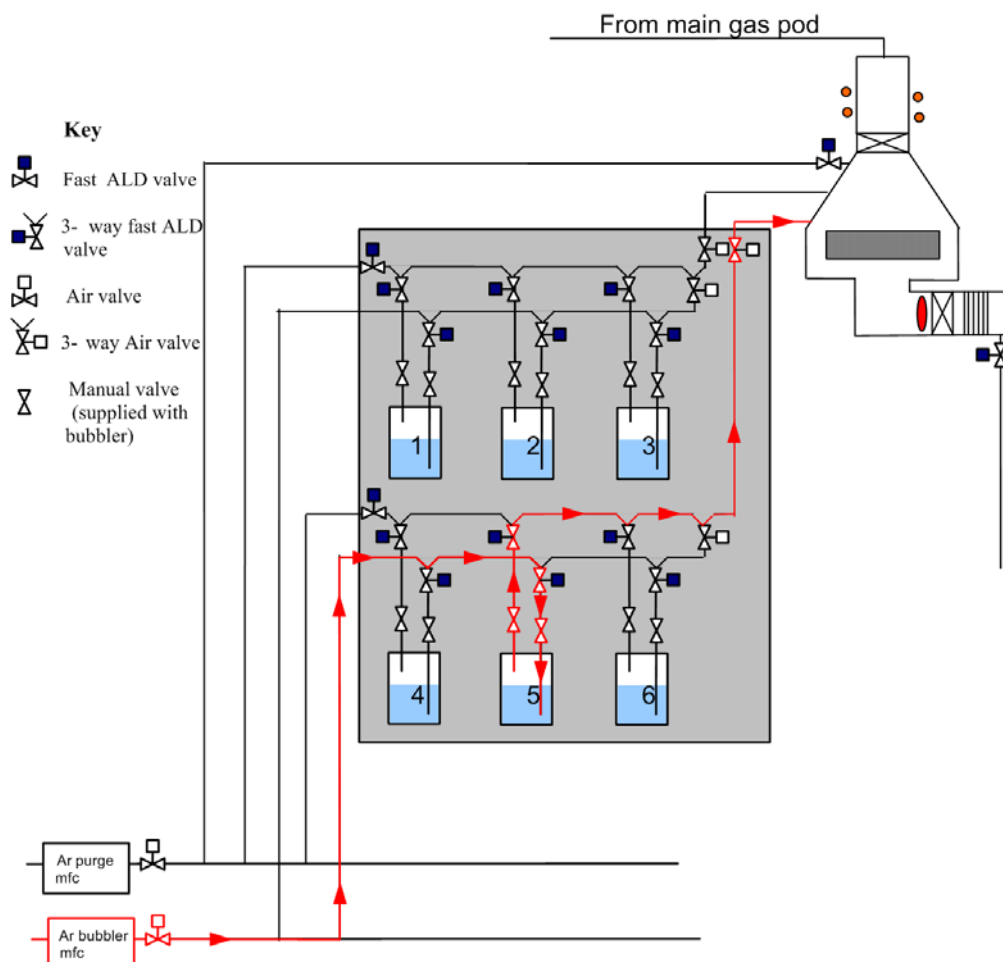 From main gas pod
Key
Fast ALD valve
3- way fast ALD
valve
Air valve
3- way Air valve
Manual valve
(supplied with
bubbler)
1
2
3
4
5
6
Ar purge
mfc
Ar bubbler
mfc